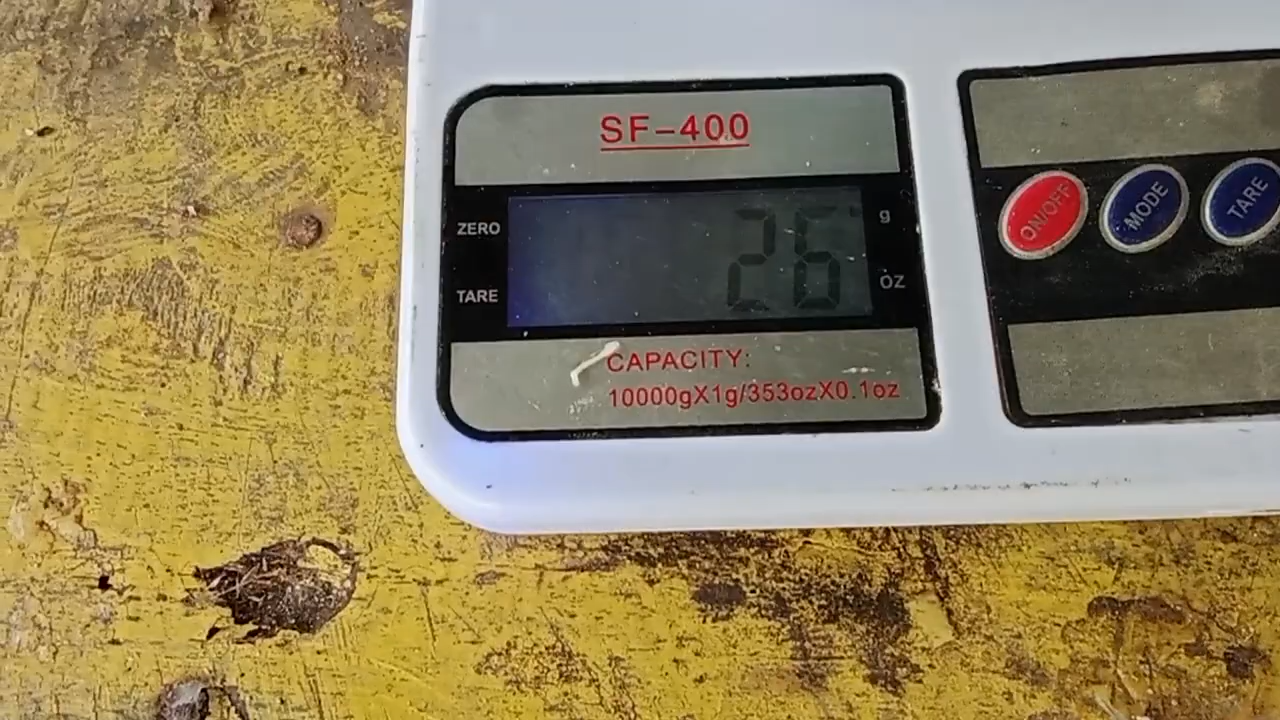 SF-400
ZERO
26
g
TARE
OZ
CAPACITY:
10000gX1g/353ozX0.1oz
ON/OFF
MODE
TARE